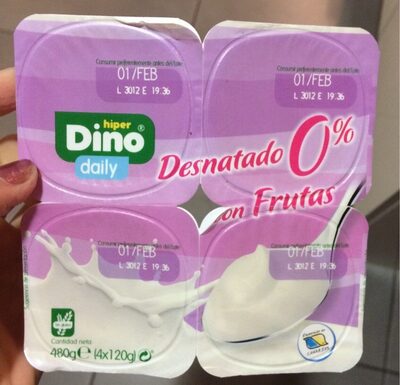 Consumir preferentemente antes del/lote
01/FEB
L 3012 E 19:36
Consumir preferentemente antes del/lote
01/FEB
L 3012 E 19:36
hiper
Dino®
daily
Desnatado 0%
con Frutas
01/FEB
L 3012 E 19:36
01/FEB
L 3012 E 19:36
Cantidad neta
480g e (4x120g)